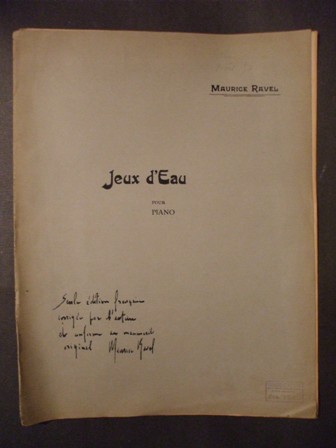 MAURICE RAVEL
Jeux d'Eau
POUR
PIANO
Seule édition française
corrigée par l'auteur
et conforme au manuscrit
original Maurice Ravel